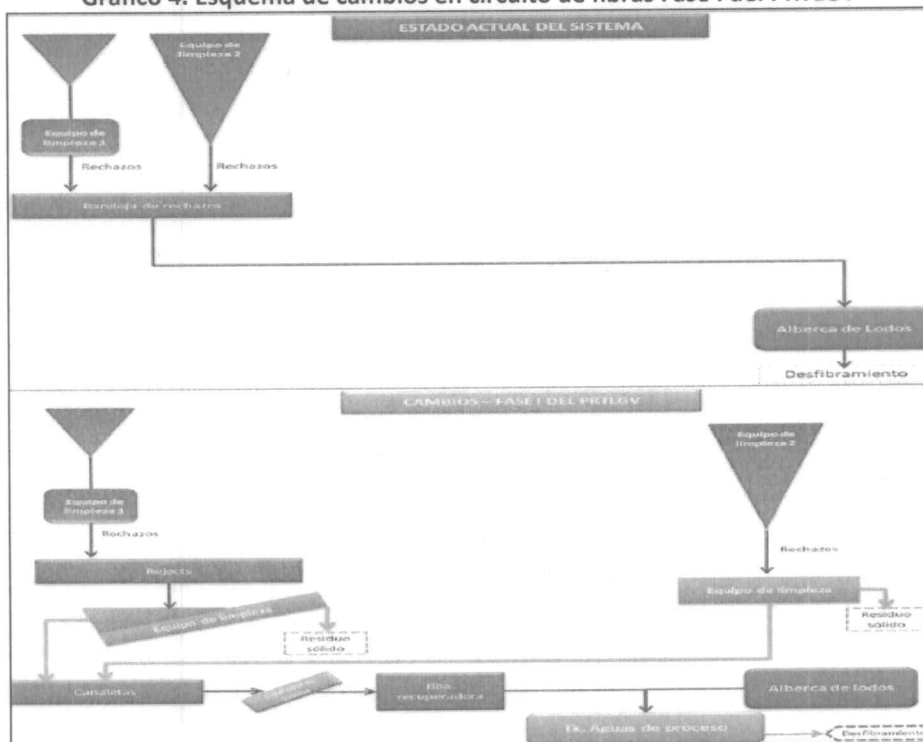 Gráfico 4. Esquema de cambios en circuito de fibras Fase I del PRTLGV
ESTADO ACTUAL DEL SISTEMA
Equipo de
limpieza 2
Equipo de
limpieza 1
Rechazos
Rechazos
Bandeja de rechazos
Alberca de Lodos
Desfibramiento
CAMBIOS – FASE I DEL PRTLGV
Equipo de
limpieza 2
Equipo de
limpieza 1
Rechazos
Rechazos
Rejects
Equipo de limpieza
Equipo de limpieza
Residuo
sólido
Residuo
sólido
Canaletas
recuperadora
Alberca de lodos
Tk. Aguas de proceso
Desfibramiento